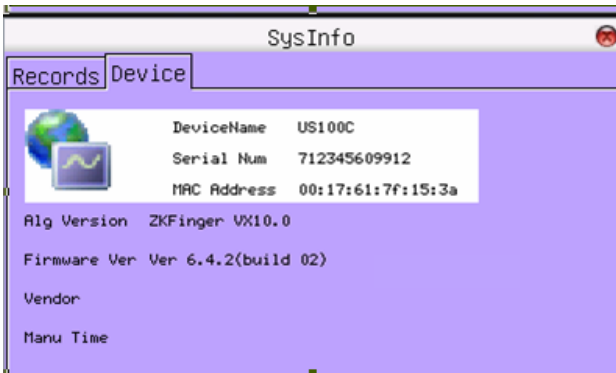 SysInfo
Records Device
DeviceName US100C
Serial Num 712345609912
MAC Address 00:17:61:7f:15:3a
Alg Version ZKFinger VX10.0
Firmware Ver Ver 6.4.2(build 02)
Vendor
Manu Time